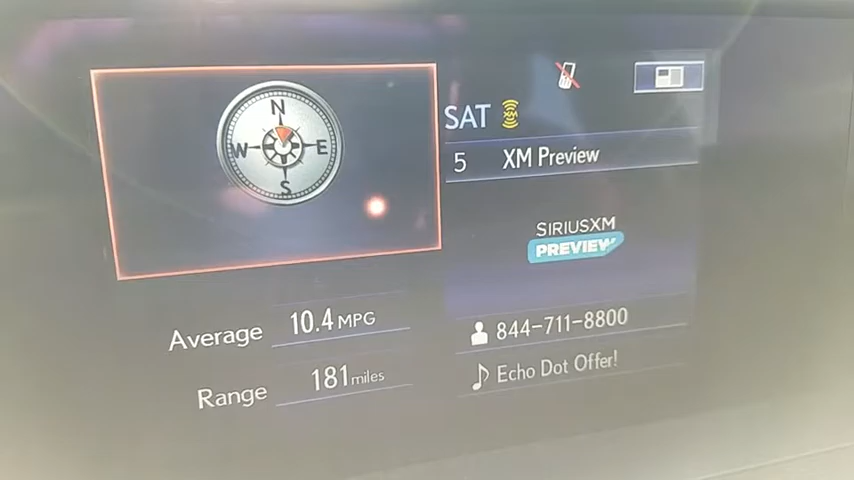 N
W E
S
Average 10.4 MPG
Range 181 miles
SAT XM
5 XM Preview
SIRIUSXM
PREVIEW
844-711-8800
Echo Dot Offer!